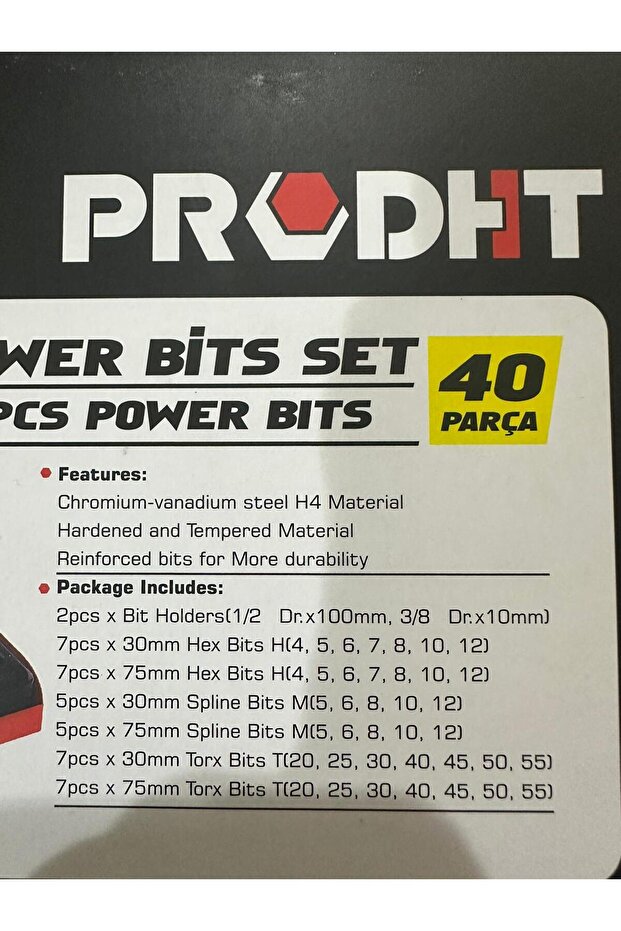 PRODHT
WER BİTS SET
PCS POWER BITS
40
PARÇA
Features:
Chromium-vanadium steel H4 Material
Hardened and Tempered Material
Reinforced bits for More durability
Package Includes:
2pcs x Bit Holders(1/2 Dr.x100mm, 3/8 Dr.x10mm)
7pcs x 30mm Hex Bits H(4, 5, 6, 7, 8, 10, 12)
7pcs x 75mm Hex Bits H(4, 5, 6, 7, 8, 10, 12)
5pcs x 30mm Spline Bits M(5, 6, 8, 10, 12)
5pcs x 75mm Spline Bits M(5, 6, 8, 10, 12)
7pcs x 30mm Torx Bits T(20, 25, 30, 40, 45, 50, 55)
7pcs x 75mm Torx Bits T(20, 25, 30, 40, 45, 50, 55)